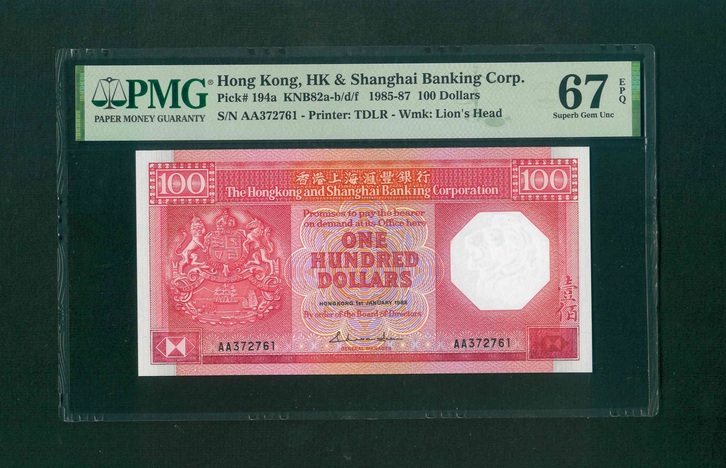 PMG
PAPER MONEY GUARANTY
Hong Kong, HK & Shanghai Banking Corp.
Pick# 194a KNB82a-b/d/f 1985-87 100 Dollars
S/N AA372761 - Printer: TDLR - Wmk: Lion's Head
67
EPQ
Superb Gem Unc
100
香港上海滙豐銀行
100
The Hongkong and Shanghai Banking Corporation
Promises to pay the bearer
on demand at its Office here
ONE
HUNDRED
DOLLARS
HONGKONG 1st JANUARY
By order of the Board of Directors
壹佰
GENERAL MANAGER
AA372761
AA372761